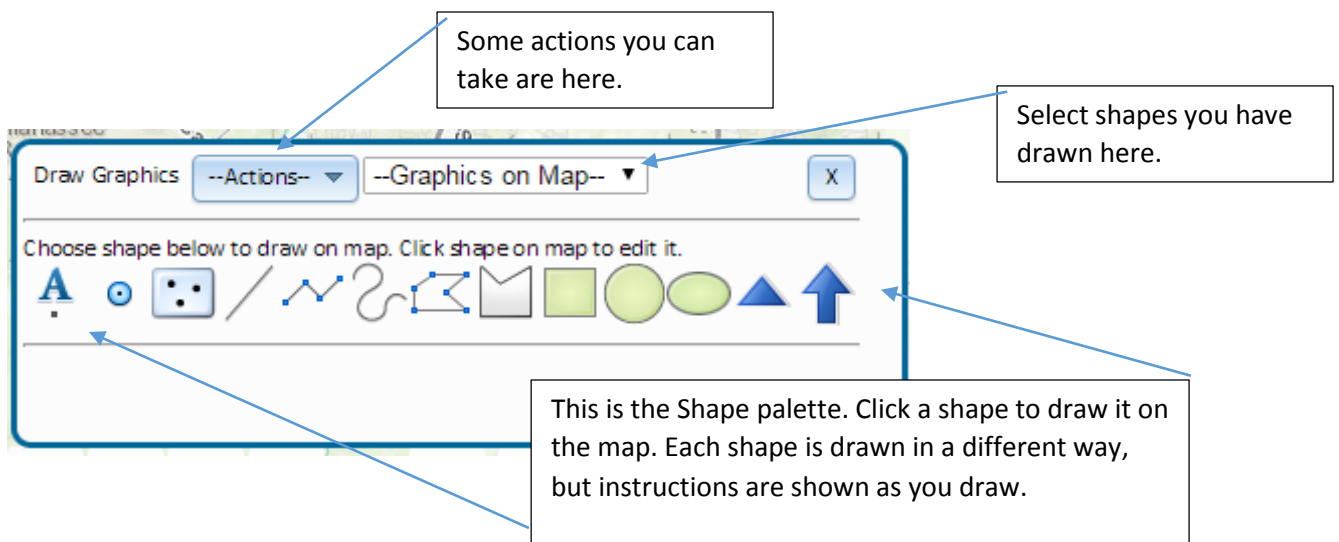 Some actions you can
take are here.
Select shapes you have
drawn here.
Draw Graphics --Actions-- --Graphics on Map-- X
Choose shape below to draw on map. Click shape on map to edit it.
A
This is the Shape palette. Click a shape to draw it on
the map. Each shape is drawn in a different way,
but instructions are shown as you draw.